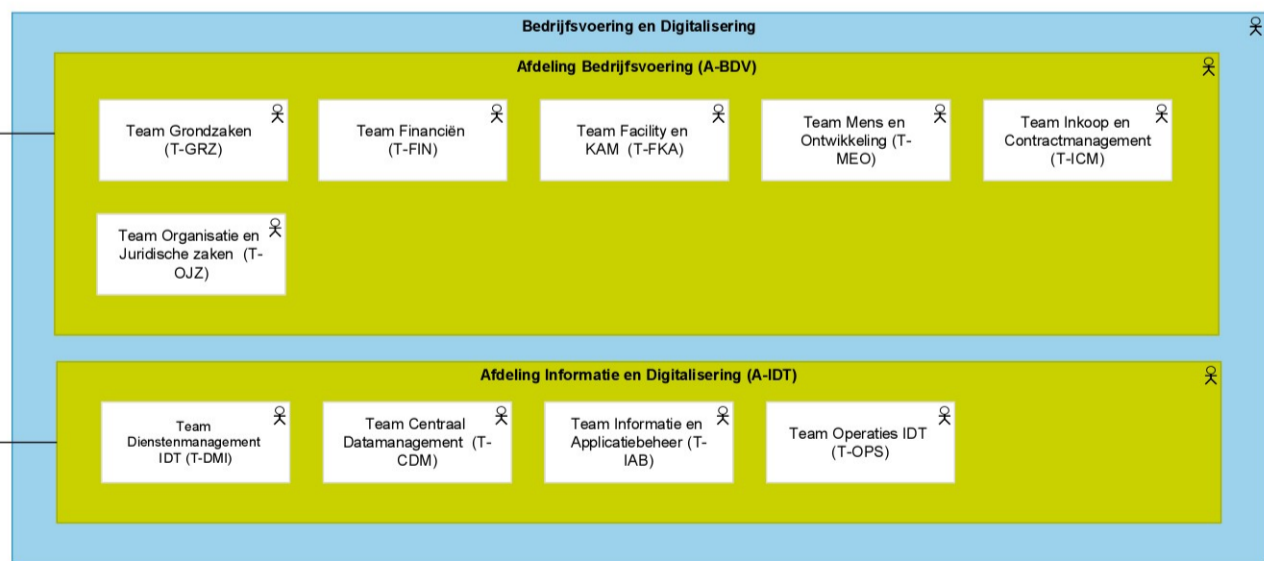 Bedrijfsvoering en Digitalisering
Afdeling Bedrijfsvoering (A-BDV)
Team Grondzaken
(T-GRZ)
Team Financiën
(T-FIN)
Team Facility en
KAM (T-FKA)
Team Mens en
Ontwikkeling (T-
MEO)
Team Inkoop en
Contractmanagement
(T-ICM)
Team Organisatie en
Juridische zaken (T-
OJZ)
Afdeling Informatie en Digitalisering (A-IDT)
Team
Dienstenmanagement
IDT (T-DMI)
Team Centraal
Datamanagement (T-
CDM)
Team Informatie en
Applicatiebeheer (T-
IAB)
Team Operaties IDT
(T-OPS)